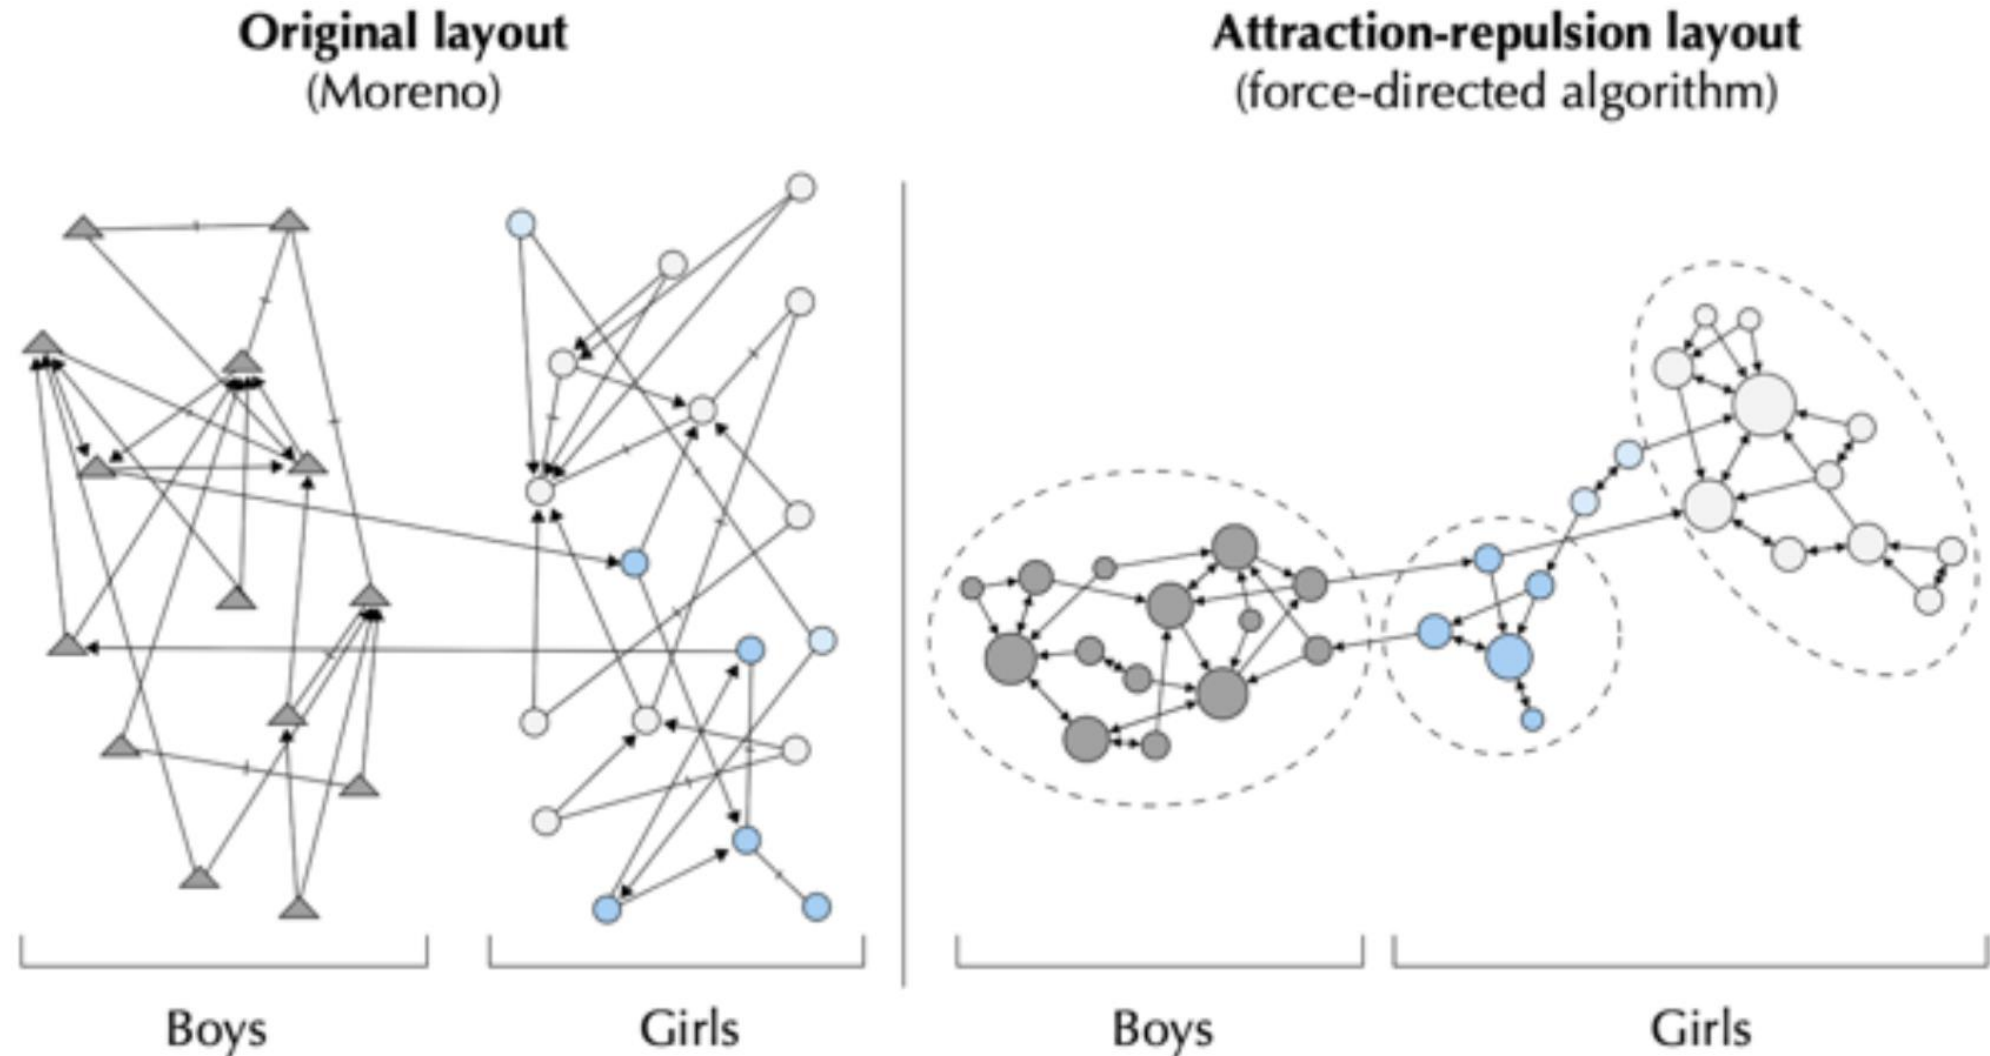 Original layout
(Moreno)
Attraction-repulsion layout
(force-directed algorithm)
Boys
Girls
Boys
Girls